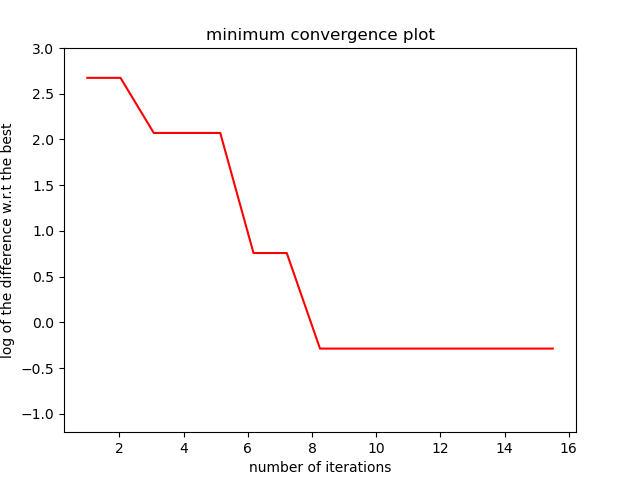 minimum convergence plot
3.0
2.5
2.0
1.5
1.0
0.5
0.0
−0.5
−1.0
log of the difference w.r.t the best
2 4 6 8 10 12 14 16
number of iterations